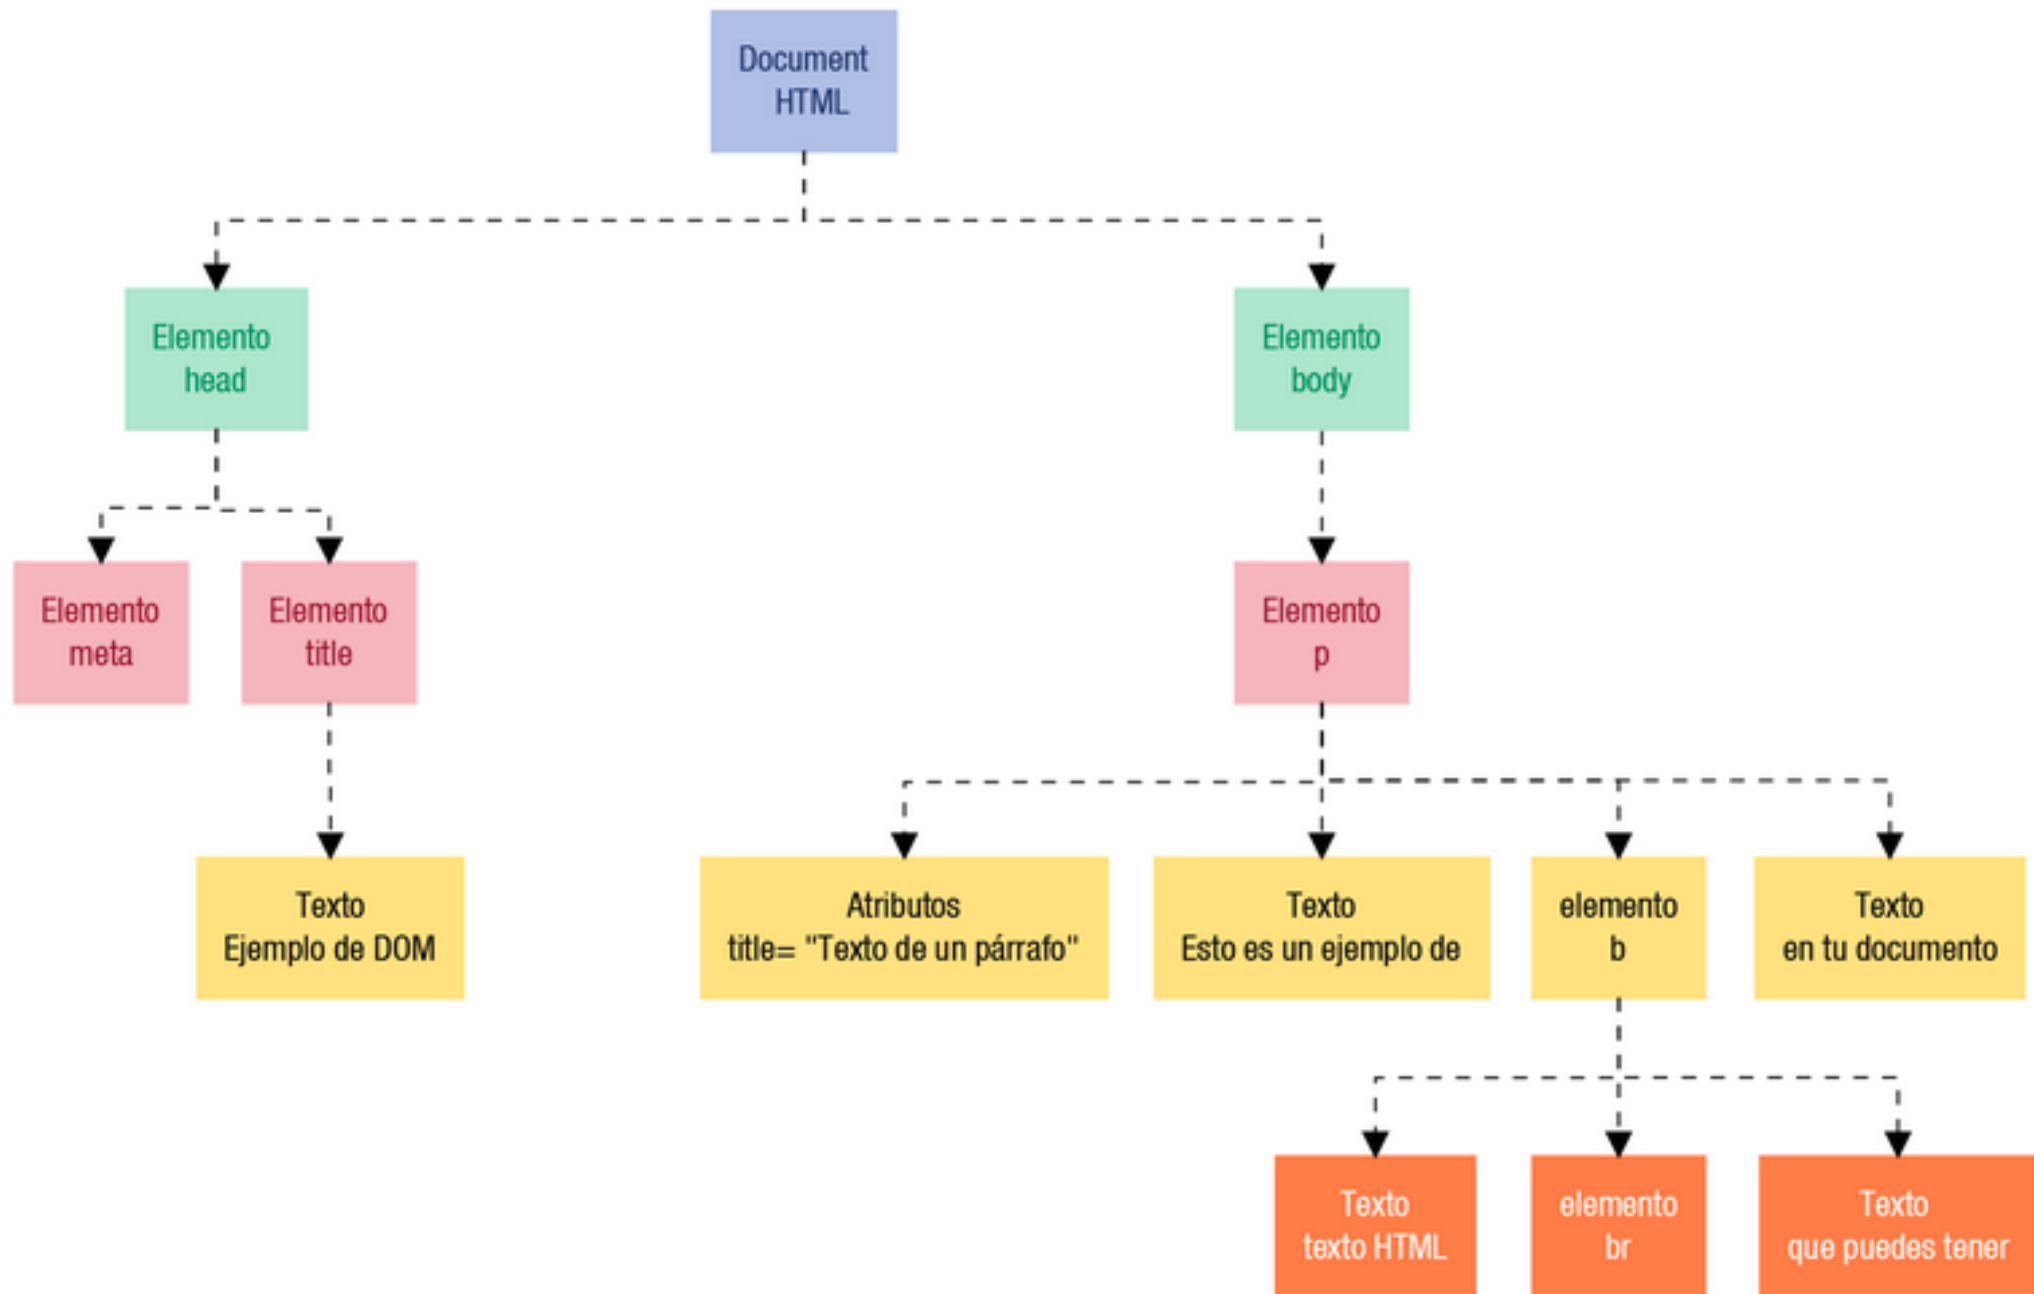 Document
HTML
Elemento
head
Elemento
body
Elemento
meta
Elemento
title
Elemento
p
Texto
Ejemplo de DOM
Atributos
title= "Texto de un párrafo"
Texto
Esto es un ejemplo de
elemento
b
Texto
en tu documento
Texto
texto HTML
elemento
br
Texto
que puedes tener